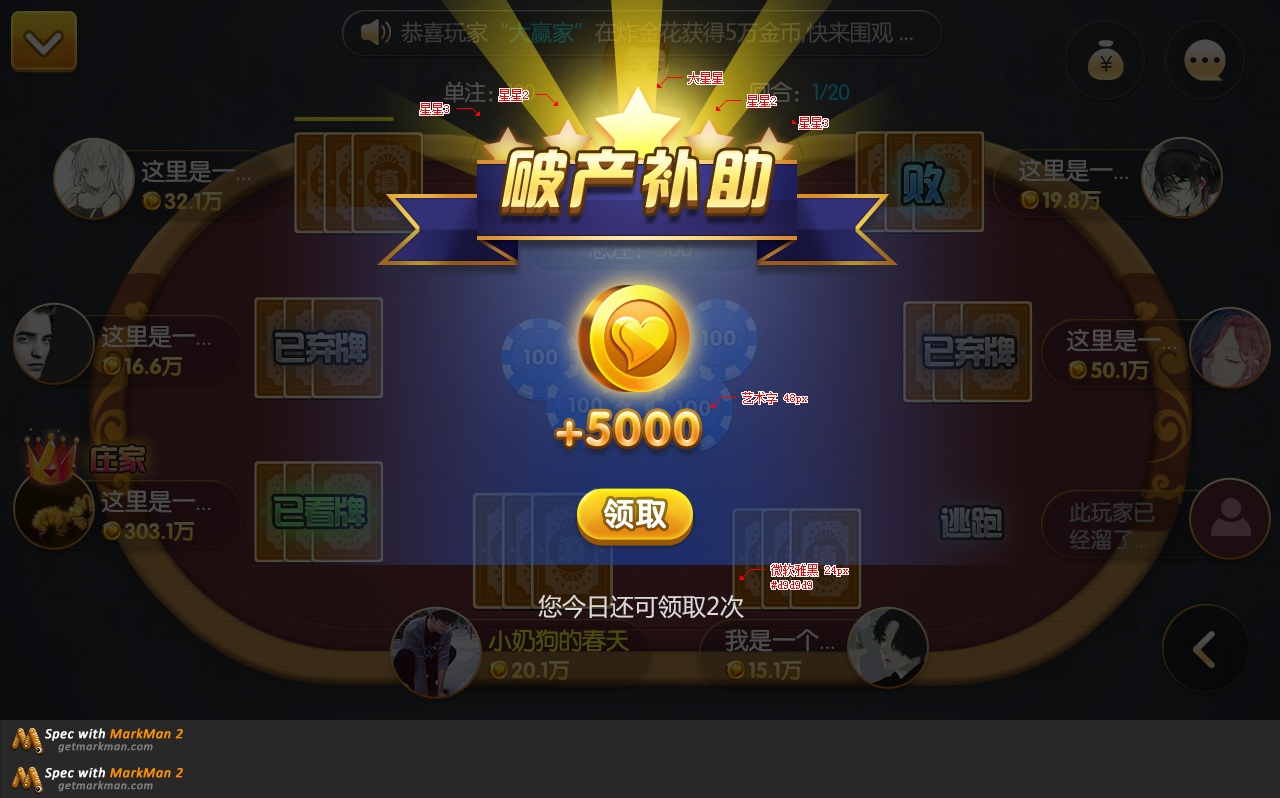 恭喜玩家 “大赢家” 在炸金花获得5万金币,快来围观 ...
¥
大星星
单注:
回合: 1/20
星星2
星星2
星星3
星星3
破产补助
这里是一...
32.1万
败
这里是一...
19.8万
总注: 500
这里是一...
16.6万
已弃牌
100
100
100
100
已弃牌
这里是一...
50.1万
艺术字 48px
+5000
庄家
这里是一...
303.1万
已看牌
领取
逃跑
此玩家已
经溜了...
微软雅黑 24px
#d9d9d9
您今日还可领取2次
小奶狗的春天
20.1万
我是一个...
15.1万
Spec with MarkMan 2
getmarkman.com
Spec with MarkMan 2
getmarkman.com